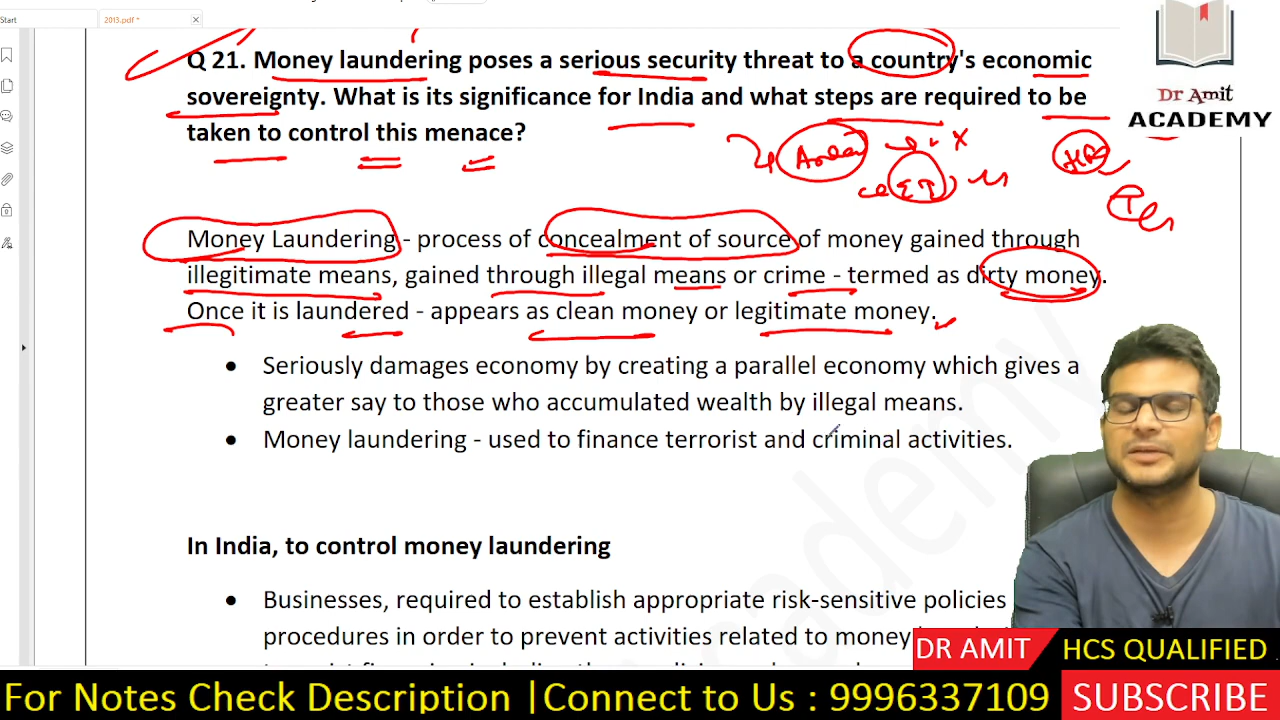 Start
2013.pdf *
Q 21. Money laundering poses a serious security threat to a country's economic
sovereignty. What is its significance for India and what steps are required to be
taken to control this menace?
Dr Amit
ACADEMY
Money Laundering - process of concealment of source of money gained through
illegitimate means, gained through illegal means or crime - termed as dirty money.
Once it is laundered - appears as clean money or legitimate money.
• Seriously damages economy by creating a parallel economy which gives a
greater say to those who accumulated wealth by illegal means.
• Money laundering - used to finance terrorist and criminal activities.
In India, to control money laundering
• Businesses, required to establish appropriate risk-sensitive policies
procedures in order to prevent activities related to money
DR AMIT
HCS QUALIFIED
For Notes Check Description |Connect to Us : 9996337109
SUBSCRIBE